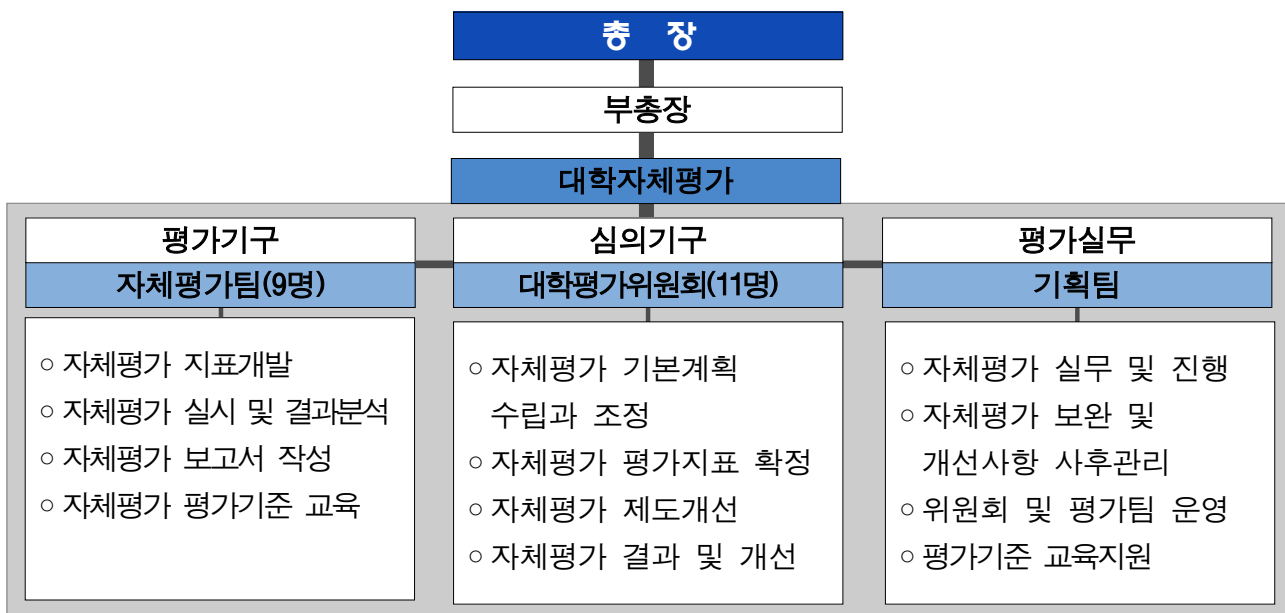 총 장
부총장
대학자체평가
평가기구
자체평가팀(9명)
○ 자체평가 지표개발
○ 자체평가 실시 및 결과분석
○ 자체평가 보고서 작성
○ 자체평가 평가기준 교육
심의기구
대학평가위원회(11명)
○ 자체평가 기본계획
수립과 조정
○ 자체평가 평가지표 확정
○ 자체평가 제도개선
○ 자체평가 결과 및 개선
평가실무
기획팀
○ 자체평가 실무 및 진행
○ 자체평가 보완 및
개선사항 사후관리
○ 위원회 및 평가팀 운영
○ 평가기준 교육지원